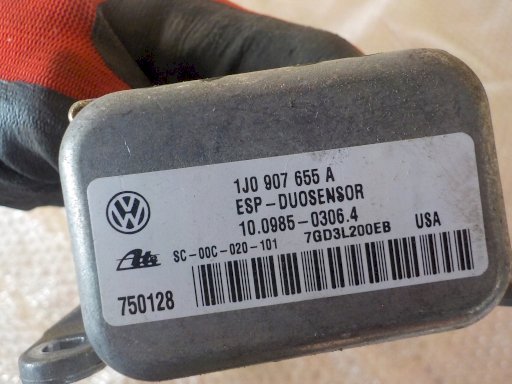 1J0 907 655 A
ESP-DUOSENSOR
10.0985-0306.4
SC-00C-020-101 7GD3L200EB USA
Ate
750128